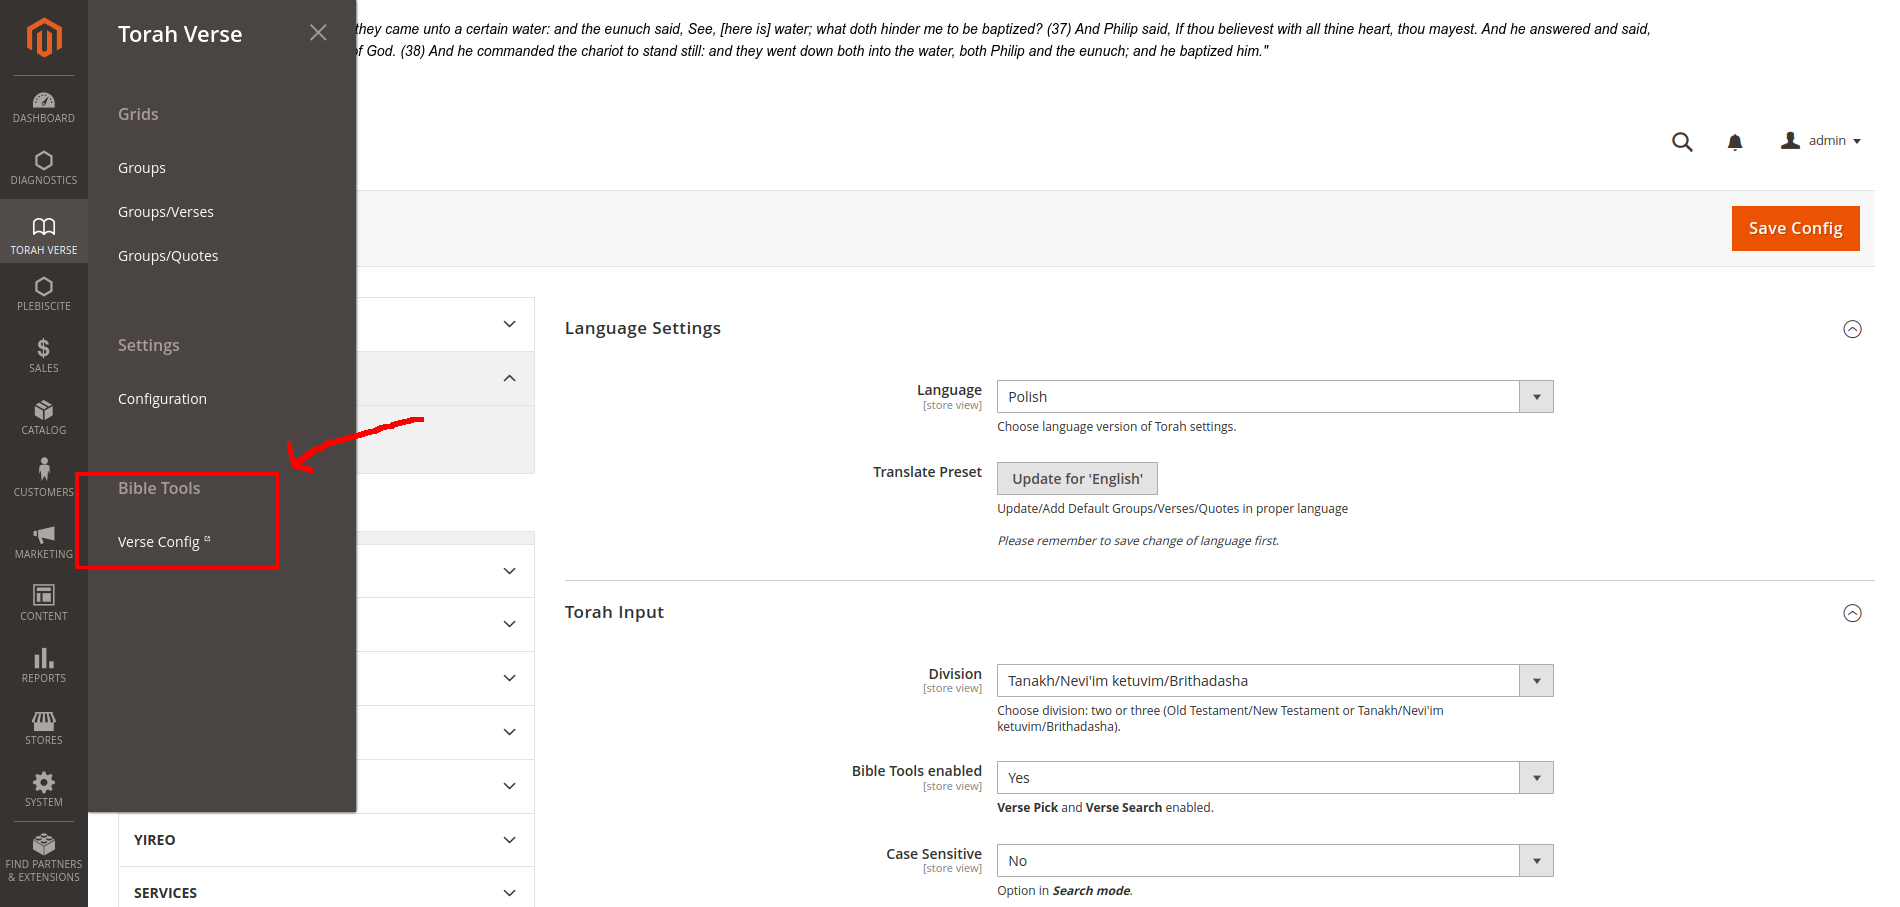 they came unto a certain water: and the eunuch said, See, [here is] water; what doth hinder me to be baptized? (37) And Philip said, If thou believest with all thine heart, thou mayest. And he answered and said,
of God. (38) And he commanded the chariot to stand still: and they went down both into the water, both Philip and the eunuch; and he baptized him."
Torah Verse
Grids
Groups
Groups/Verses
Groups/Quotes
Settings
Configuration
Bible Tools
Verse Config
DASHBOARD
DIAGNOSTICS
TORAH VERSE
PLEBISCITE
SALES
CATALOG
CUSTOMERS
MARKETING
CONTENT
REPORTS
STORES
SYSTEM
FIND PARTNERS
& EXTENSIONS
admin
Save Config
YIREO
SERVICES
Language Settings
Language
[store view]
Polish
Choose language version of Torah settings.
Translate Preset
Update for 'English'
Update/Add Default Groups/Verses/Quotes in proper language
Please remember to save change of language first.
Torah Input
Division
[store view]
Tanakh/Nevi'im ketuvim/Brithadasha
Choose division: two or three (Old Testament/New Testament or Tanakh/Nevi'im
ketuvim/Brithadasha).
Bible Tools enabled
[store view]
Yes
Verse Pick and Verse Search enabled.
Case Sensitive
[store view]
No
Option in Search mode.